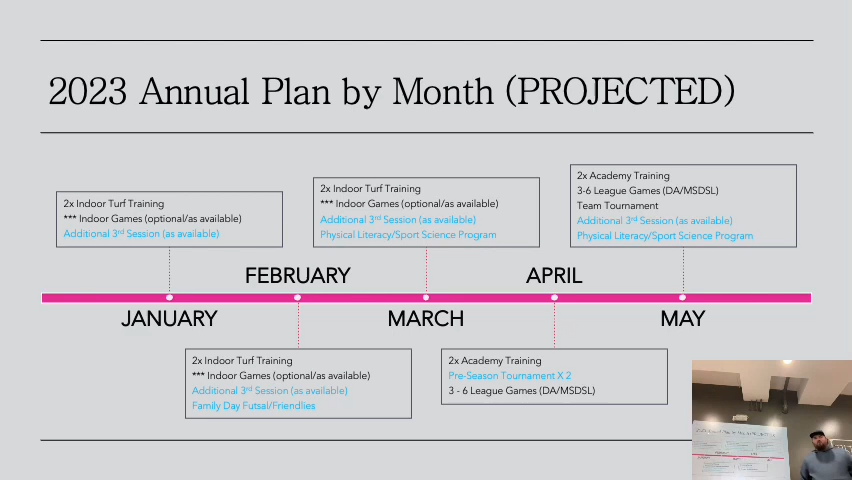 2023 Annual Plan by Month (PROJECTED)
2x Indoor Turf Training
*** Indoor Games (optional/as available)
Additional 3rd Session (as available)
2x Indoor Turf Training
*** Indoor Games (optional/as available)
Additional 3rd Session (as available)
Physical Literacy/Sport Science Program
2x Academy Training
3-6 League Games (DA/MSDSL)
Team Tournament
Additional 3rd Session (as available)
Physical Literacy/Sport Science Program
FEBRUARY
APRIL
JANUARY
MARCH
MAY
2x Indoor Turf Training
*** Indoor Games (optional/as available)
Additional 3rd Session (as available)
Family Day Futsal/Friendlies
2x Academy Training
Pre-Season Tournament X 2
3 - 6 League Games (DA/MSDSL)